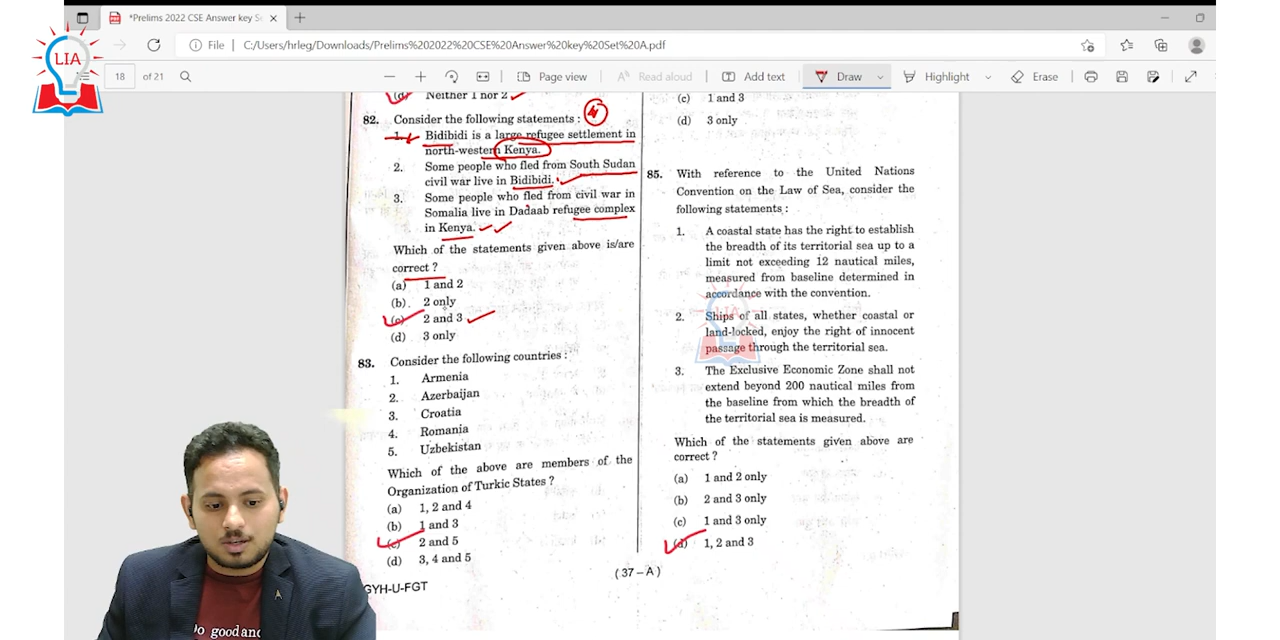 *Prelims 2022 CSE Answer key Se
File
C:/Users/hrleg/Downloads/Prelims%202022%20CSE%20Answer%20key%20Set%20A.pdf
LIA
18 of 21
Page view
Read aloud
Add text
Draw
Highlight
Erase
(d) Neither 1 nor 2
82. Consider the following statements :
1. Bidibidi is a large refugee settlement in
north-western Kenya.
2. Some people who fled from South Sudan
civil war live in Bidibidi.
3. Some people who fled from civil war in
Somalia live in Dadaab refugee complex
in Kenya.
Which of the statements given above is/are
correct ?
(a) 1 and 2
(b) 2 only
(c) 2 and 3
(d) 3 only
83. Consider the following countries :
1. Armenia
2. Azerbaijan
3. Croatia
4. Romania
5. Uzbekistan
Which of the above are members of the
Organization of Turkic States ?
(a) 1, 2 and 4
(b) 1 and 3
(c) 2 and 5
(d) 3, 4 and 5
GYH-U-FGT
(c) 1 and 3
(d) 3 only
85. With reference to the United Nations
Convention on the Law of Sea, consider the
following statements :
1. A coastal state has the right to establish
the breadth of its territorial sea up to a
limit not exceeding 12 nautical miles,
measured from baseline determined in
accordance with the convention.
LIA
2. Ships of all states, whether coastal or
land-locked, enjoy the right of innocent
passage through the territorial sea.
3. The Exclusive Economic Zone shall not
extend beyond 200 nautical miles from
the baseline from which the breadth of
the territorial sea is measured.
Which of the statements given above are
correct ?
(a) 1 and 2 only
(b) 2 and 3 only
(c) 1 and 3 only
(d) 1, 2 and 3
( 37 – A )
good and